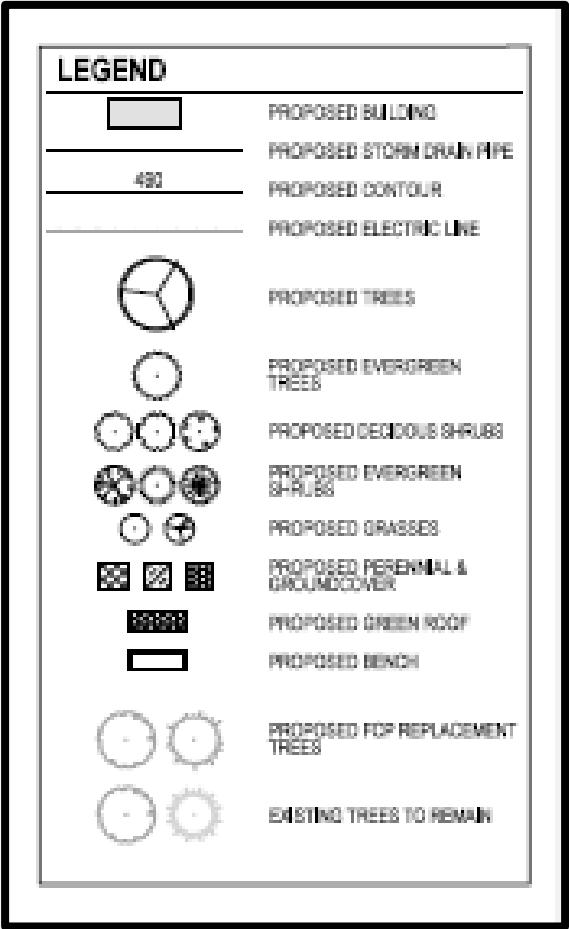 LEGEND
PROPOSED BUILDING
PROPOSED STORM DRAIN PIPE
480
PROPOSED CONTOUR
PROPOSED ELECTRIC LINE
PROPOSED TREES
PROPOSED EVERGREEN
TREES
PROPOSED DECIDOUS SHRUBS
PROPOSED EVERGREEN
SHRUBS
PROPOSED GRASSES
PROPOSED PERENNIAL &
GROUNDCOVER
PROPOSED GREEN ROOF
PROPOSED BENCH
PROPOSED FCP REPLACEMENT
TREES
EXISTING TREES TO REMAIN